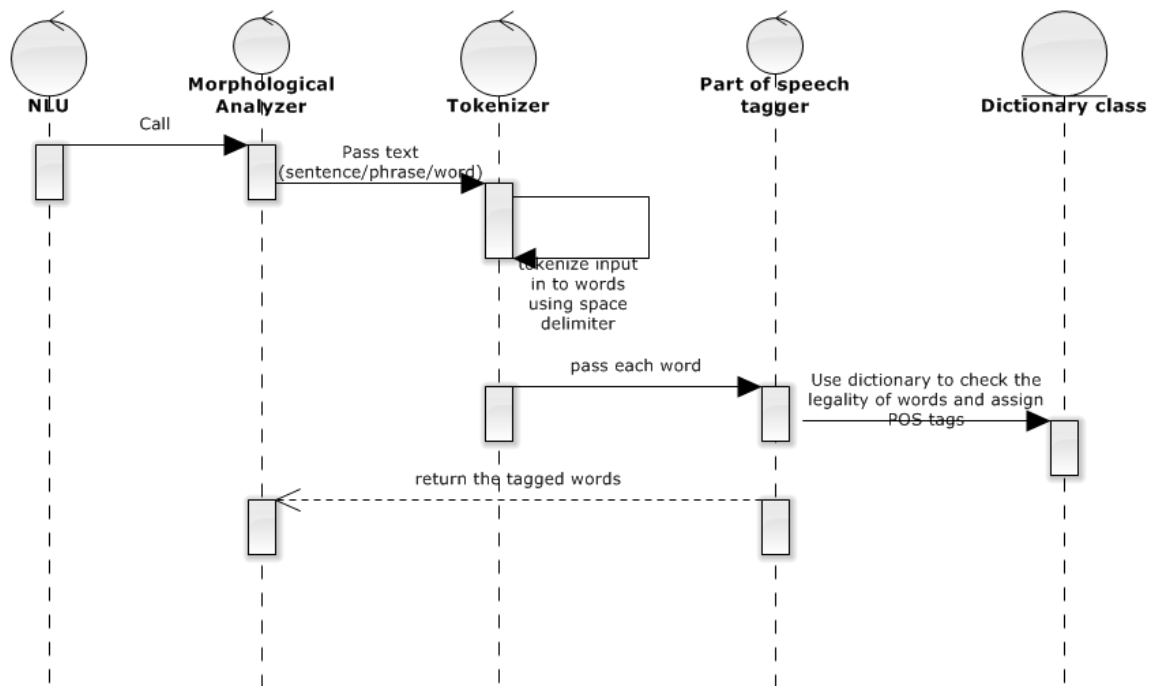 NLU
Morphological
Analyzer
Tokenizer
Part of speech
tagger
Dictionary class
Call
Pass text
(sentence/phrase/word)
tokenize input
in to words
using space
delimiter
pass each word
Use dictionary to check the
legality of words and assign
POS tags
return the tagged words